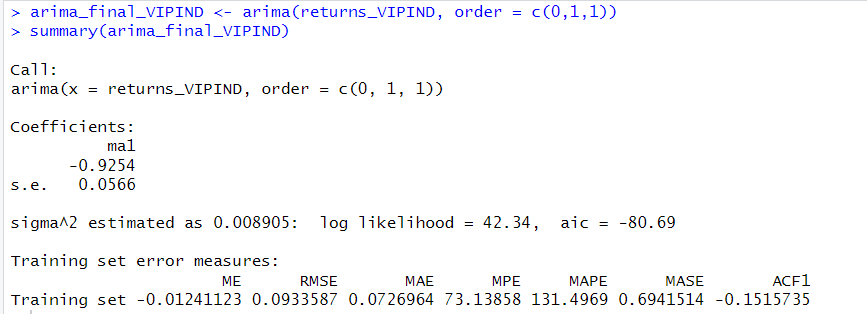 > arima_final_VIPIND <- arima(returns_VIPIND, order = c(0,1,1))
> summary(arima_final_VIPIND)
Call:
arima(x = returns_VIPIND, order = c(0, 1, 1))
Coefficients:
ma1
-0.9254
s.e. 0.0566
sigma^2 estimated as 0.008905: log likelihood = 42.34, aic = -80.69
Training set error measures:
ME RMSE MAE MPE MAPE MASE ACF1
Training set -0.01241123 0.0933587 0.0726964 73.13858 131.4969 0.6941514 -0.1515735